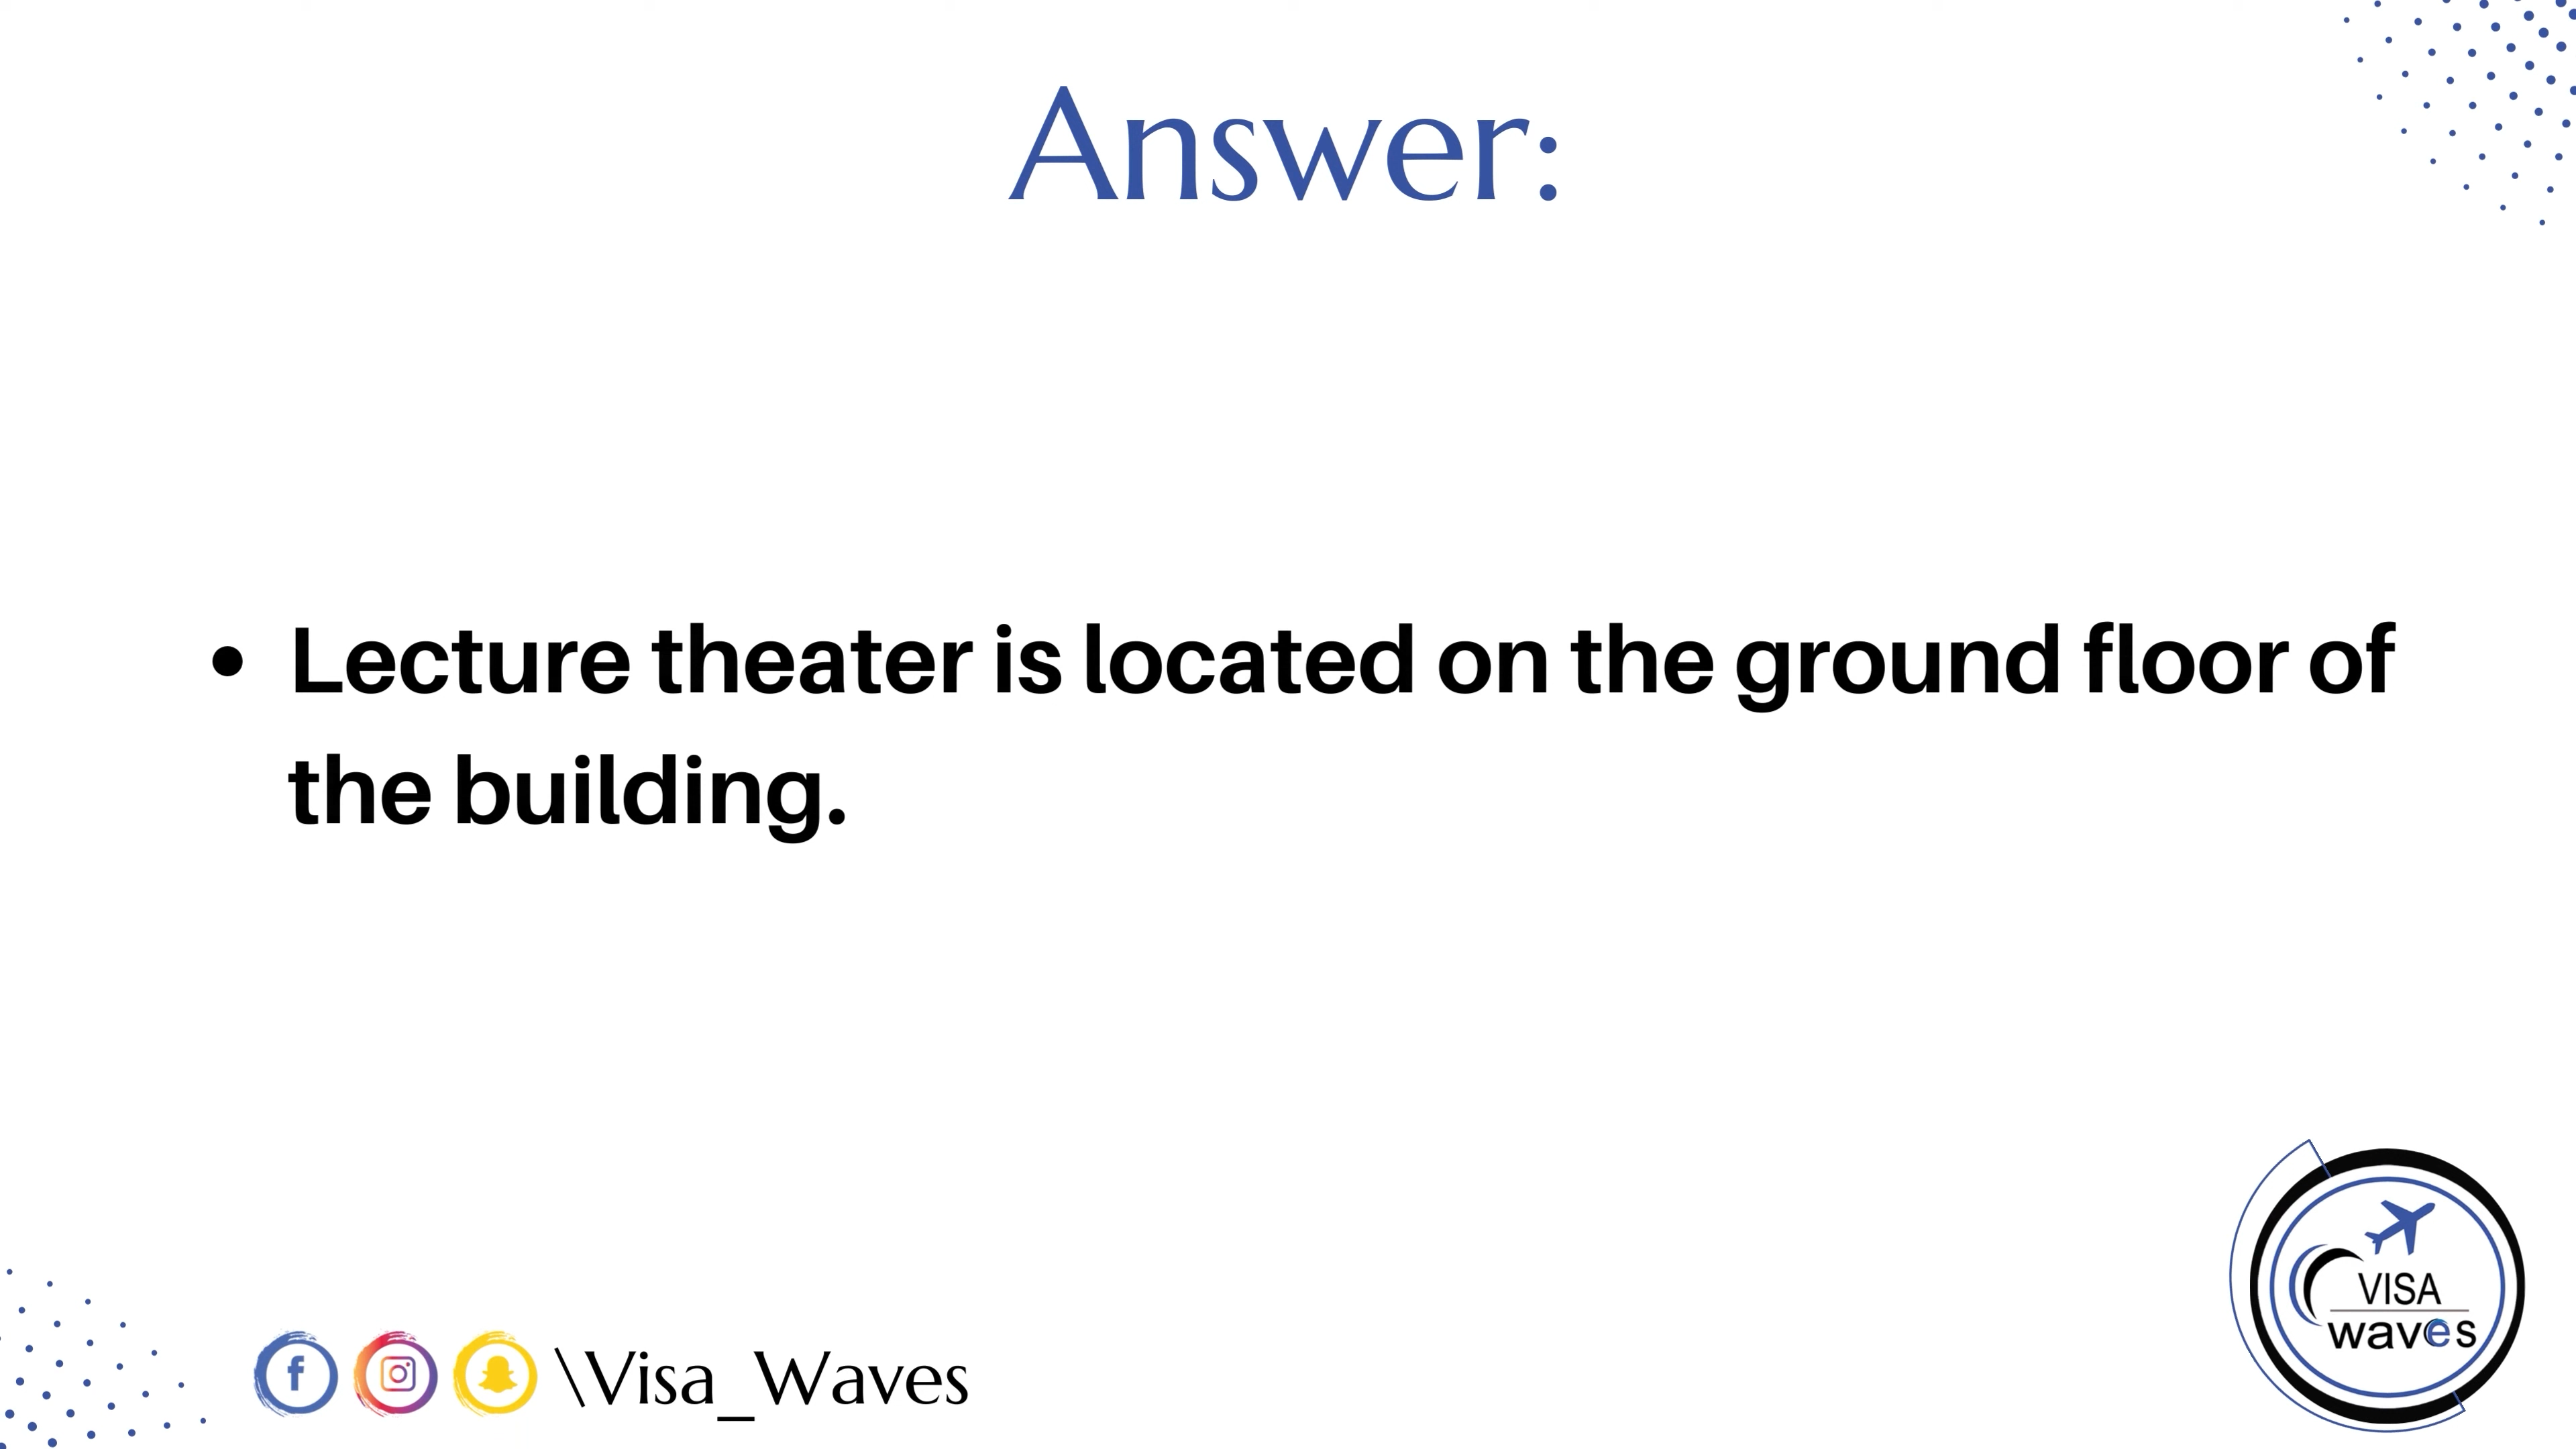 Answer:
• Lecture theater is located on the ground floor of
the building.
\Visa_Waves
VISA
waves